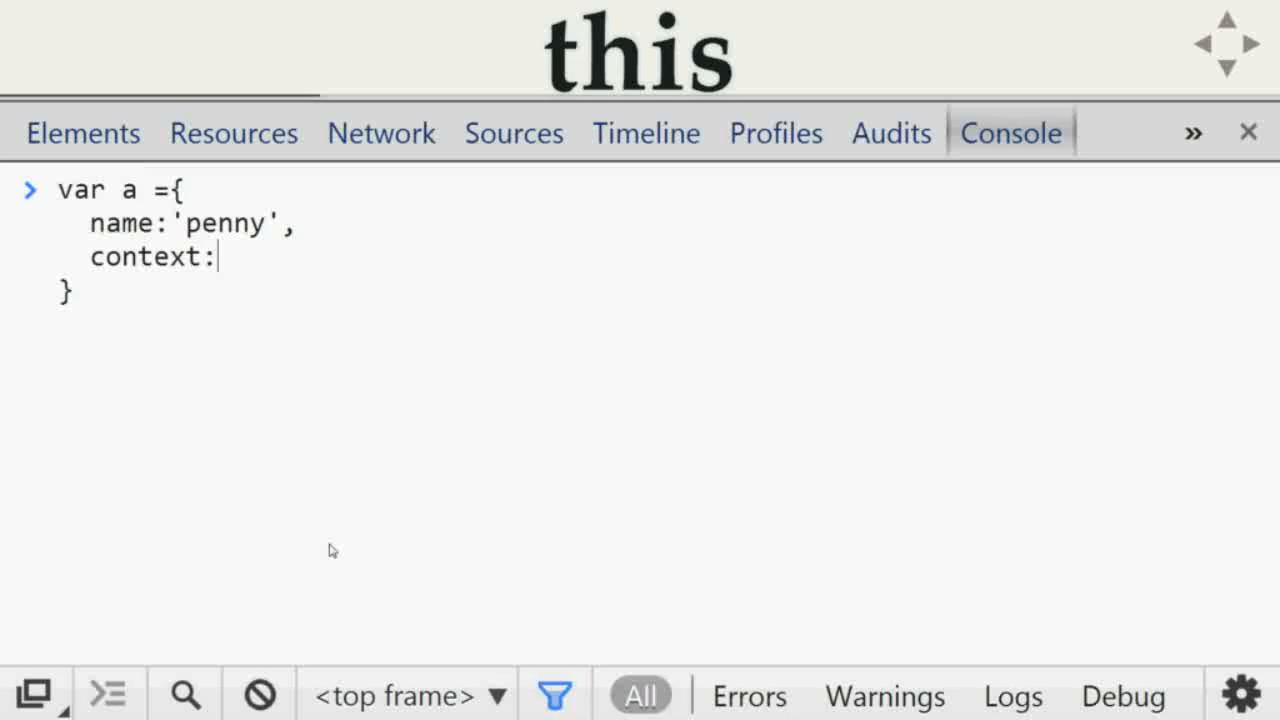 this
Elements Resources Network Sources Timeline Profiles Audits Console » ×
> var a ={
name:'penny',
context:
}
<top frame> ▼ All Errors Warnings Logs Debug